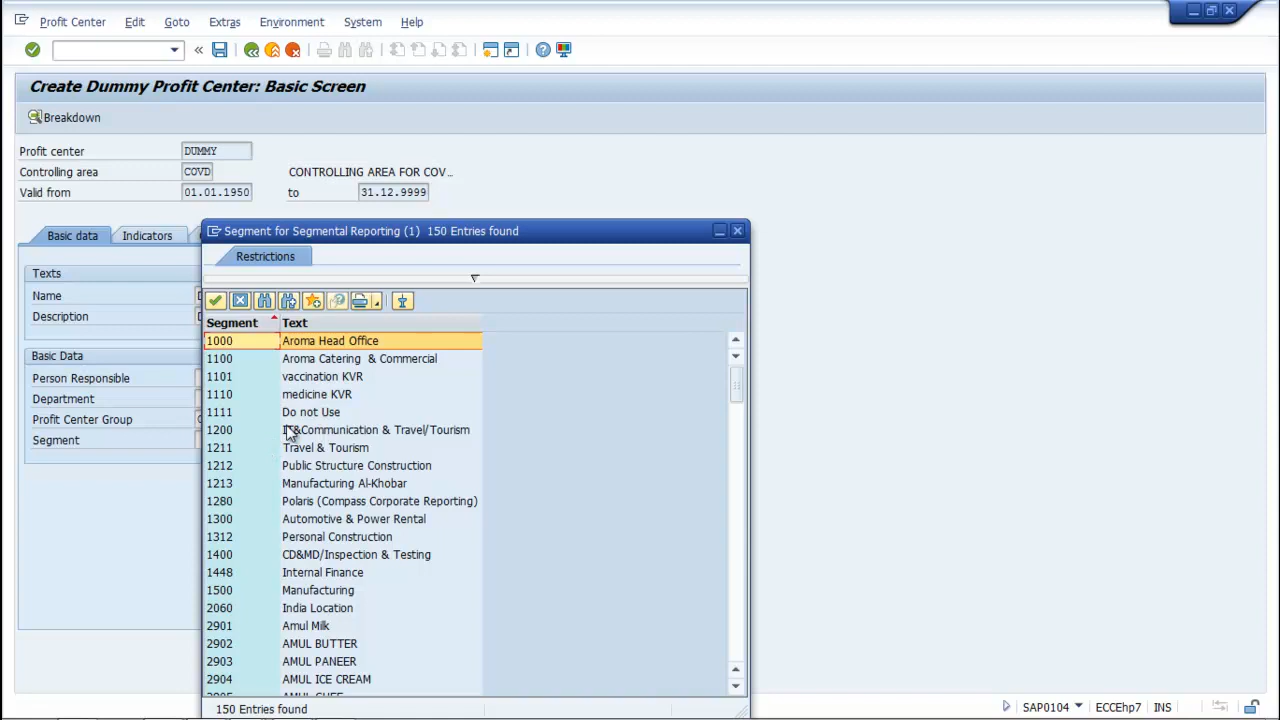 Profit Center Edit Goto Extras Environment System Help
Create Dummy Profit Center: Basic Screen
Breakdown
Profit center DUMMY
Controlling area COVD CONTROLLING AREA FOR COV...
Valid from 01.01.1950 to 31.12.9999
Basic data Indicators
Texts
Name
Description
Basic Data
Person Responsible
Department
Profit Center Group
Segment
Segment for Segmental Reporting (1) 150 Entries found
Restrictions
Segment Text
1000 Aroma Head Office
1100 Aroma Catering & Commercial
1101 vaccination KVR
1110 medicine KVR
1111 Do not Use
1200 IT&Communication & Travel/Tourism
1211 Travel & Tourism
1212 Public Structure Construction
1213 Manufacturing Al-Khobar
1280 Polaris (Compass Corporate Reporting)
1300 Automotive & Power Rental
1312 Personal Construction
1400 CD&MD/Inspection & Testing
1448 Internal Finance
1500 Manufacturing
2060 India Location
2901 Amul Milk
2902 AMUL BUTTER
2903 AMUL PANEER
2904 AMUL ICE CREAM
150 Entries found
SAP0104 ECCEhp7 INS